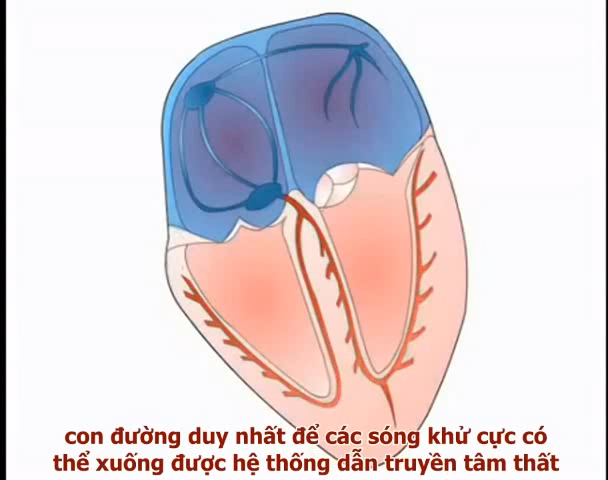 con đường duy nhất để các sóng khử cực có
thể xuống được hệ thống dẫn truyền tâm thất